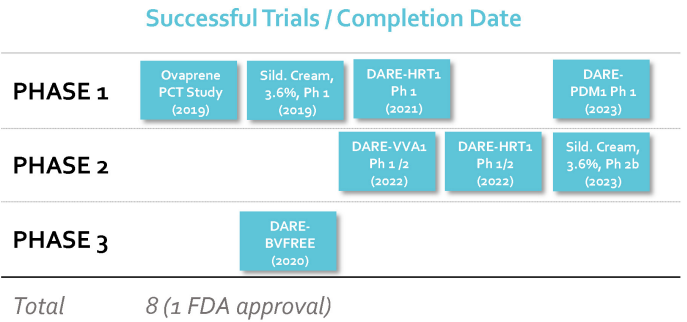 Successful Trials / Completion Date
PHASE 1
Ovaprene
PCT Study
(2019)
Sild. Cream,
3.6%, Ph 1
(2019)
DARE-HRT1
Ph 1
(2021)
DARE-
PDM1 Ph 1
(2023)
PHASE 2
DARE-VVA1
Ph 1 /2
(2022)
DARE-HRT1
Ph 1/2
(2022)
Sild. Cream,
3.6%, Ph 2b
(2023)
PHASE 3
DARE-
BVFREE
(2020)
Total 8 (1 FDA approval)